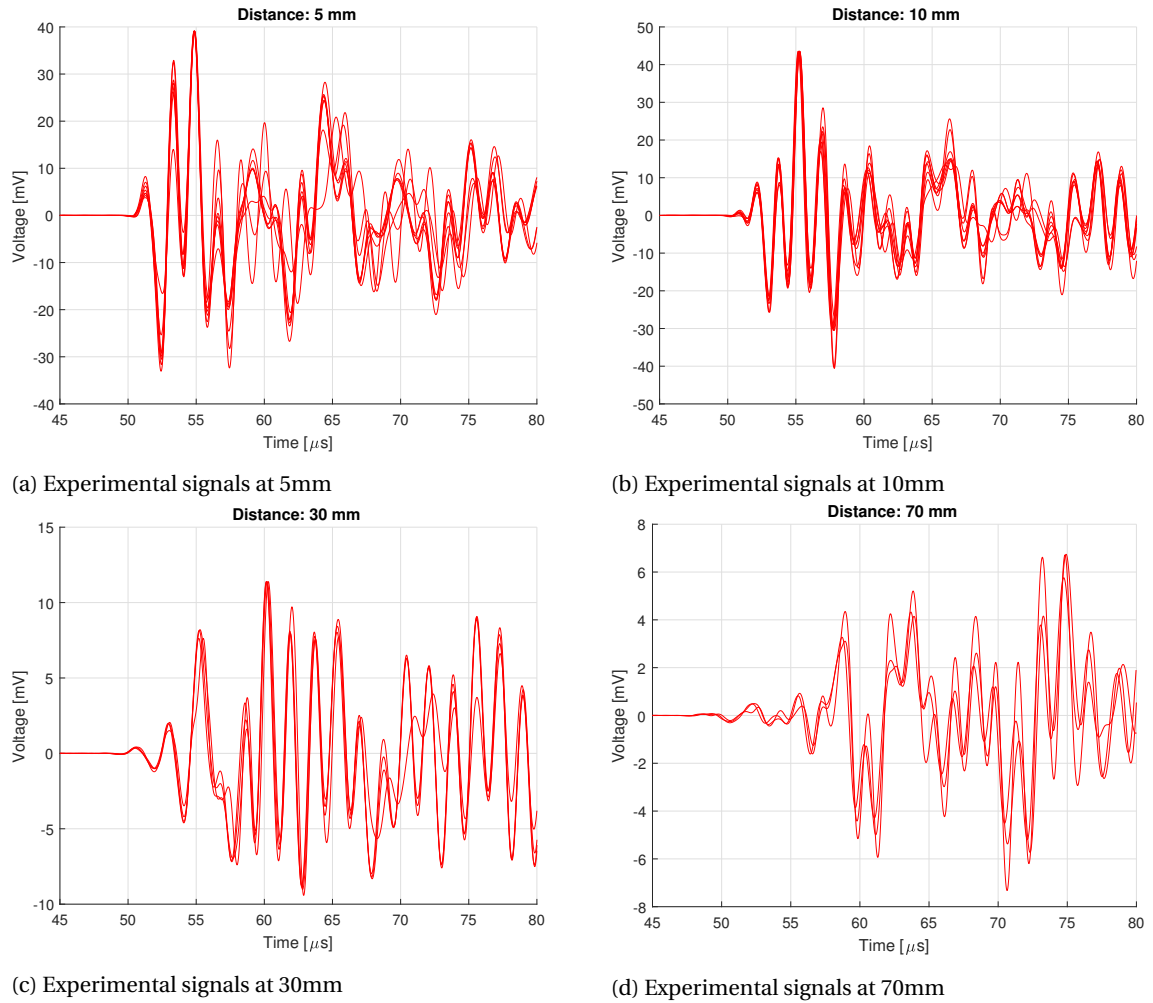 Distance: 5 mm
40
30
20
10
0
-10
-20
-30
-40
Voltage [mV]
45 50 55 60 65 70 75 80
Time [μs]
(a) Experimental signals at 5mm
Distance: 10 mm
50
40
30
20
10
0
-10
-20
-30
-40
-50
Voltage [mV]
45 50 55 60 65 70 75 80
Time [μs]
(b) Experimental signals at 10mm
Distance: 30 mm
15
10
5
0
-5
-10
Voltage [mV]
45 50 55 60 65 70 75 80
Time [μs]
(c) Experimental signals at 30mm
Distance: 70 mm
8
6
4
2
0
-2
-4
-6
-8
Voltage [mV]
45 50 55 60 65 70 75 80
Time [μs]
(d) Experimental signals at 70mm